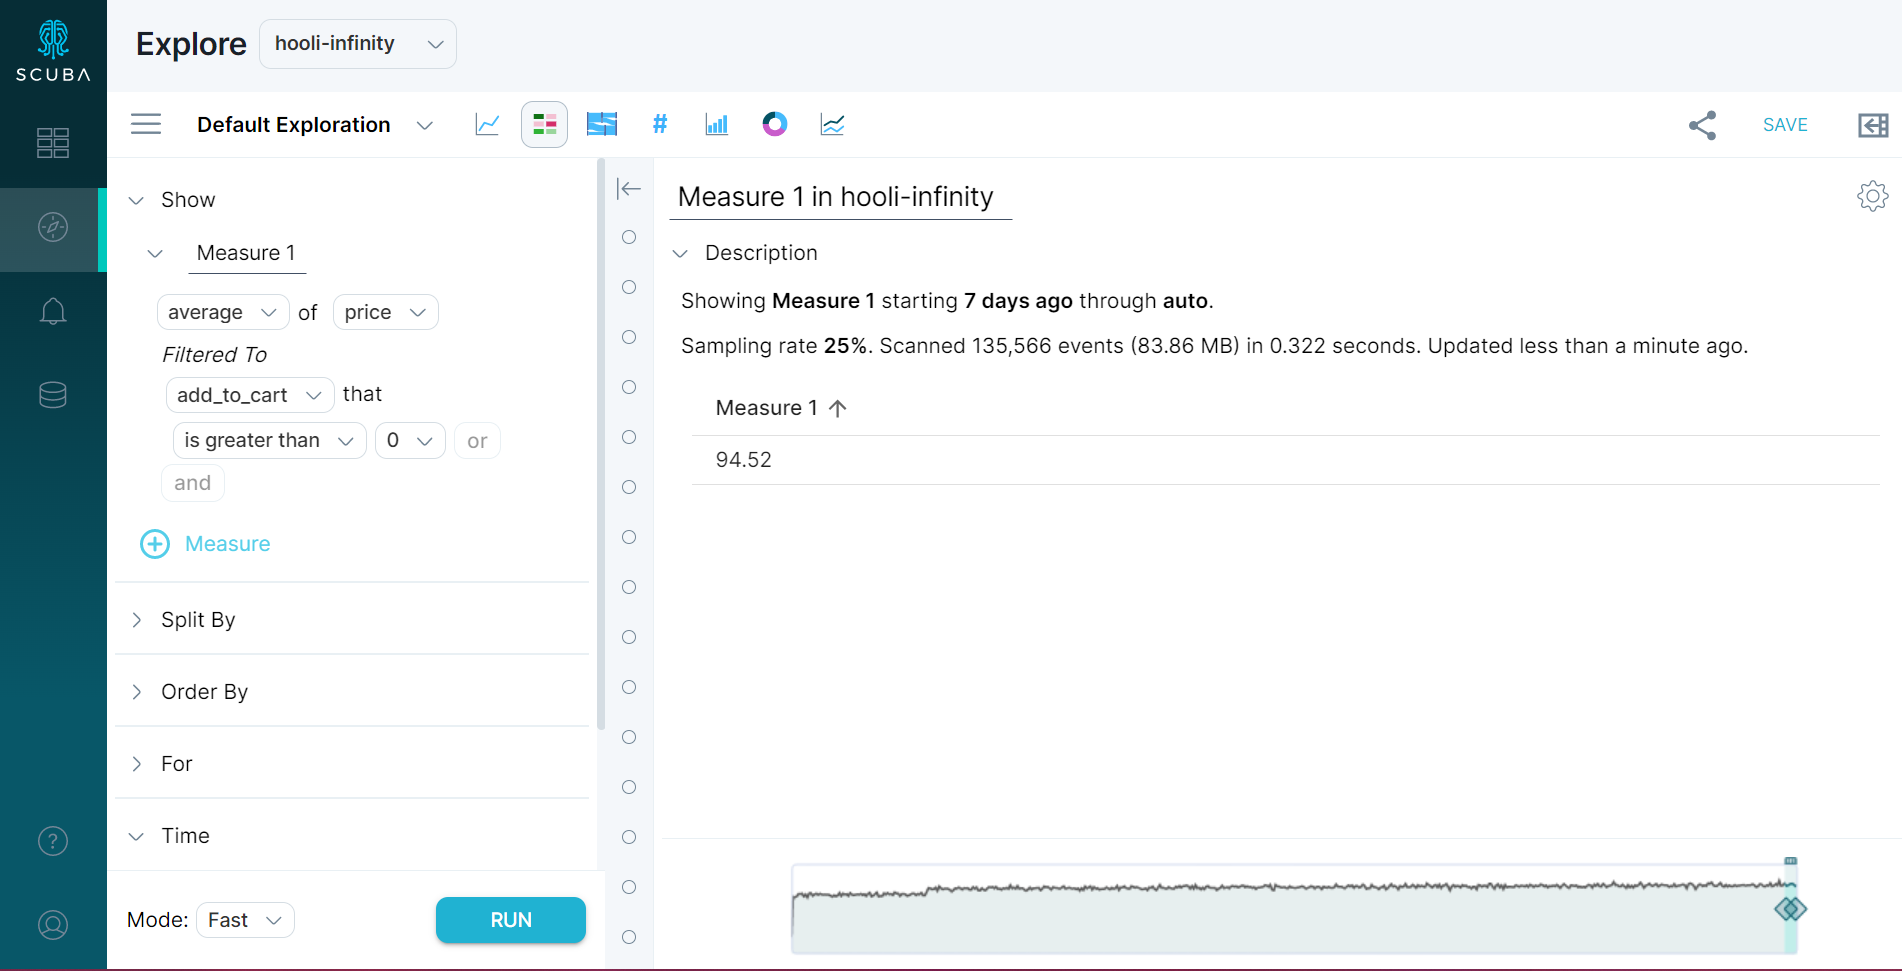 SCUBA
Explore
hooli-infinity
Default Exploration
#
SAVE
Show
Measure 1
average of price
Filtered To
add_to_cart that
is greater than 0 or
and
Measure
Split By
Order By
For
Time
Mode: Fast RUN
Measure 1 in hooli-infinity
Description
Showing Measure 1 starting 7 days ago through auto.
Sampling rate 25%. Scanned 135,566 events (83.86 MB) in 0.322 seconds. Updated less than a minute ago.
Measure 1
94.52